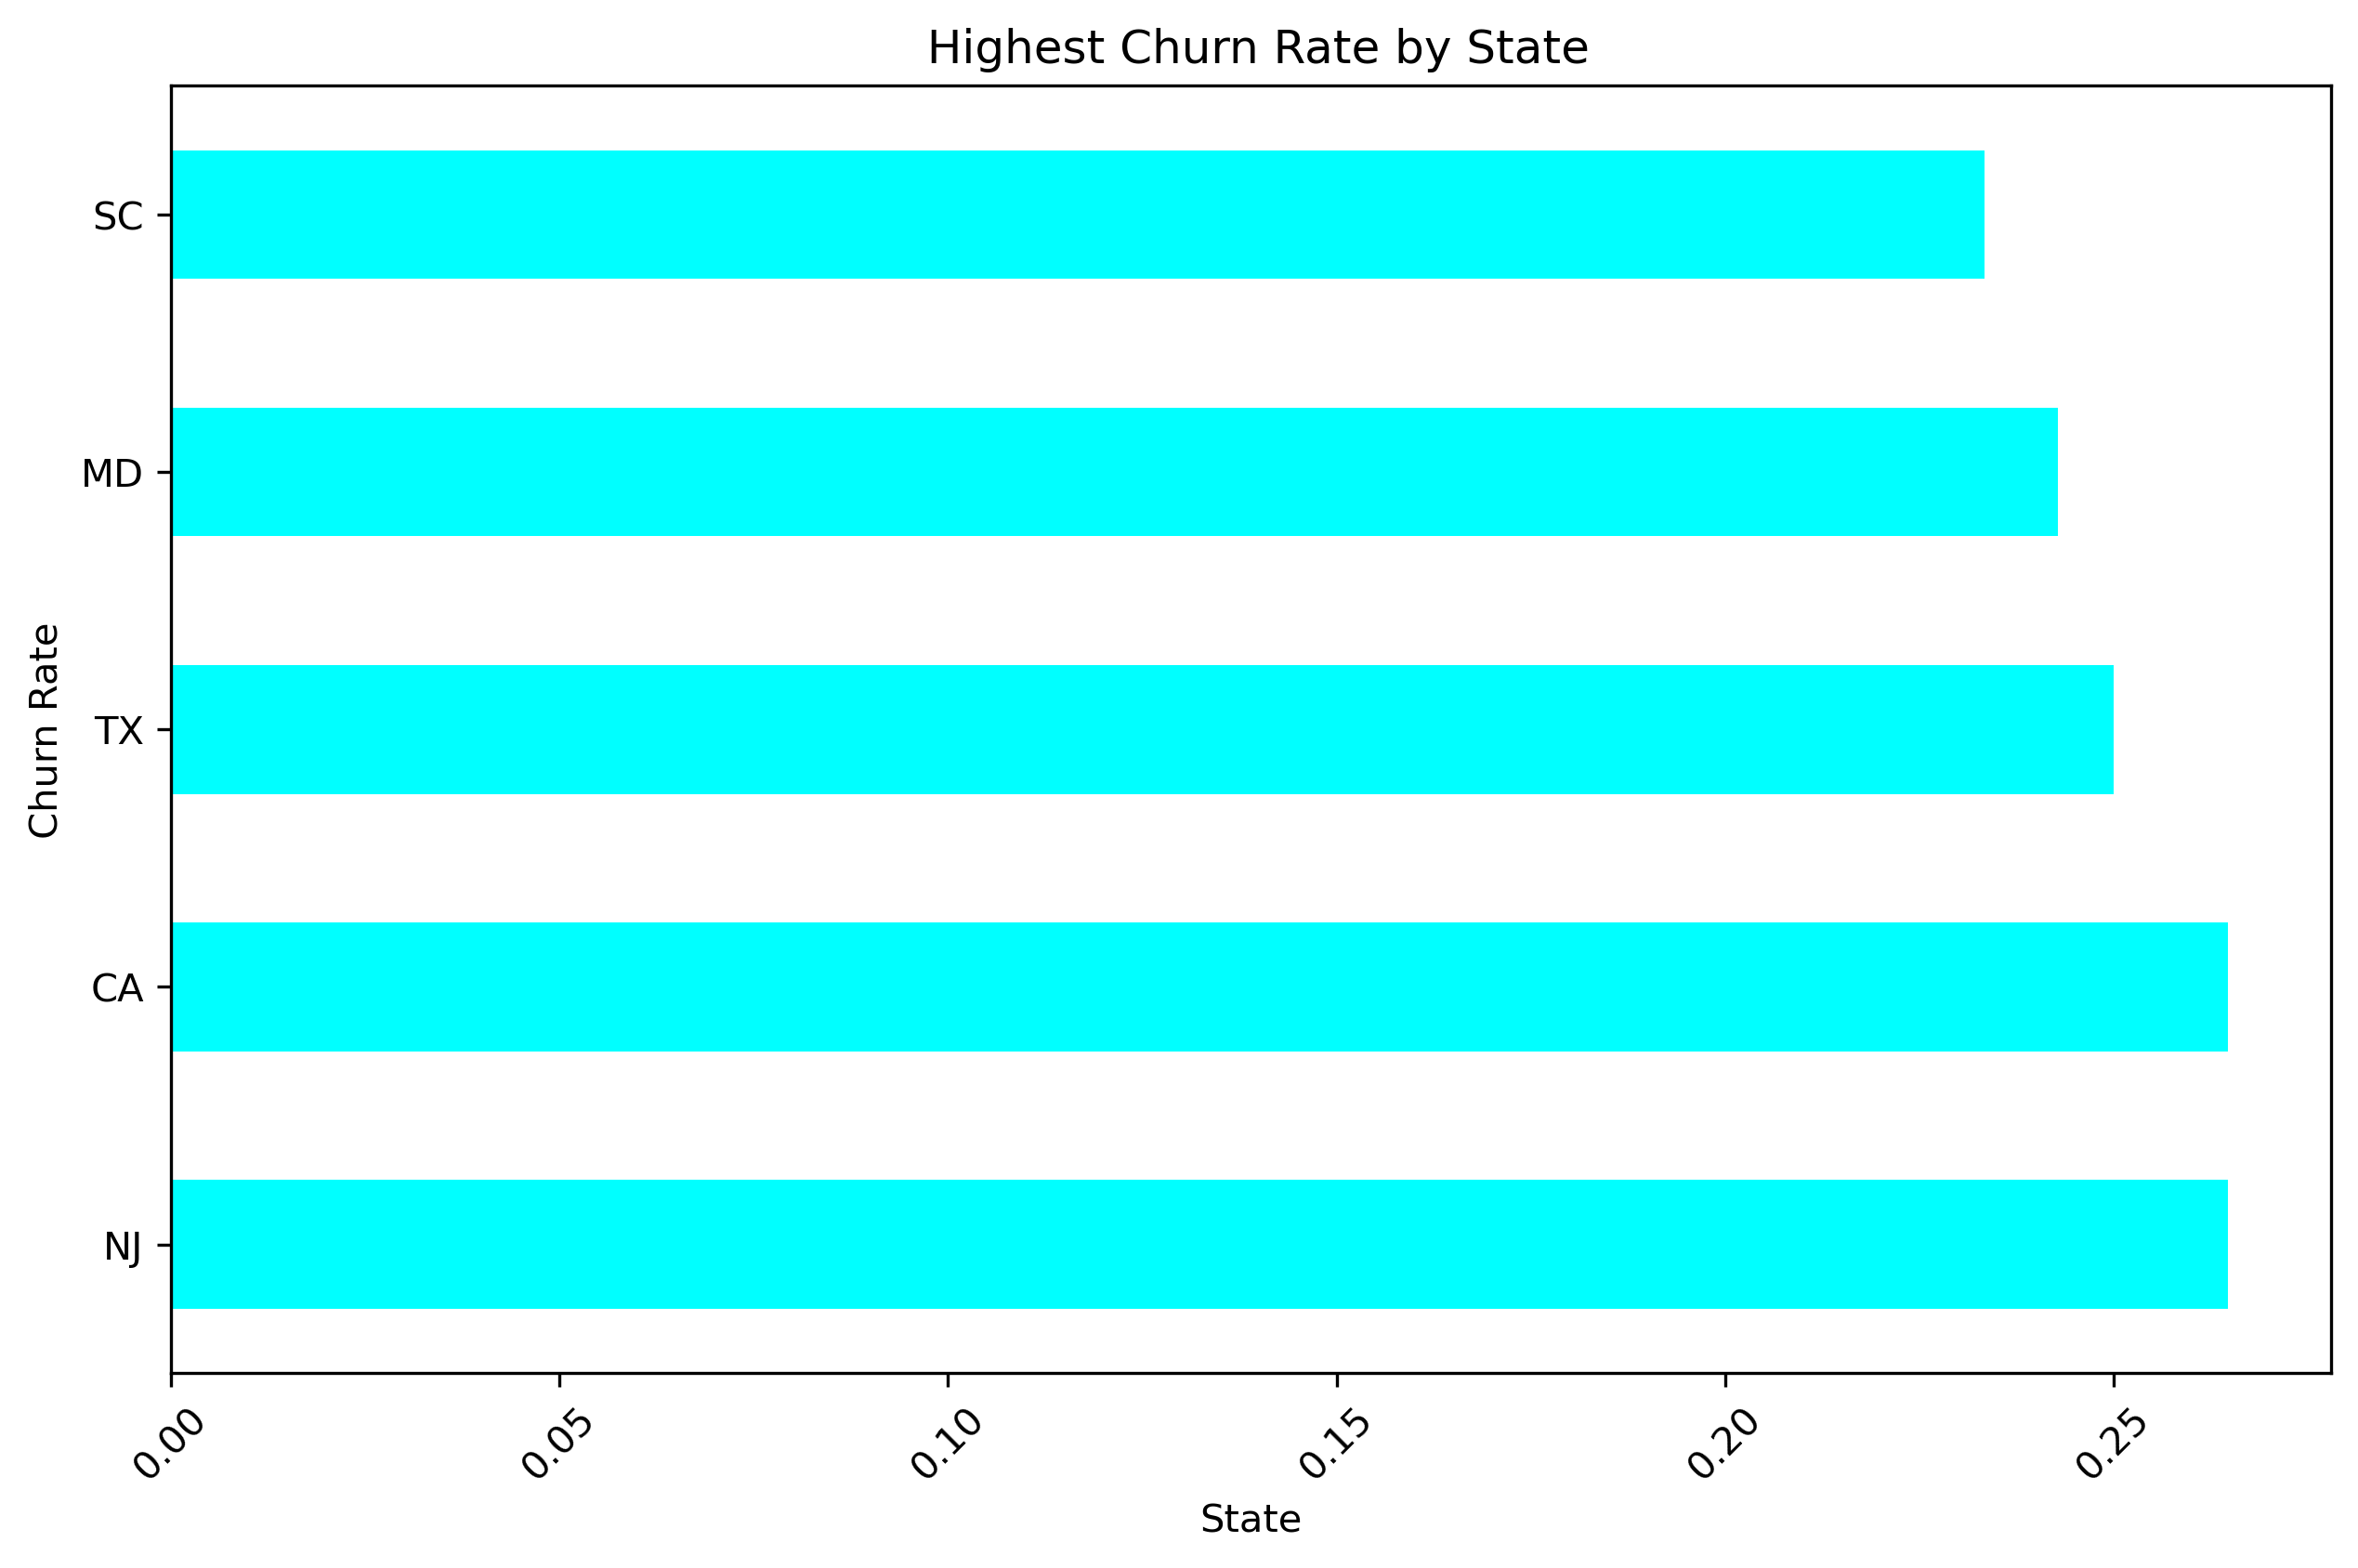 Highest Churn Rate by State
SC
MD
TX
CA
NJ
Churn Rate
0.00
0.05
0.10
0.15
0.20
0.25
State